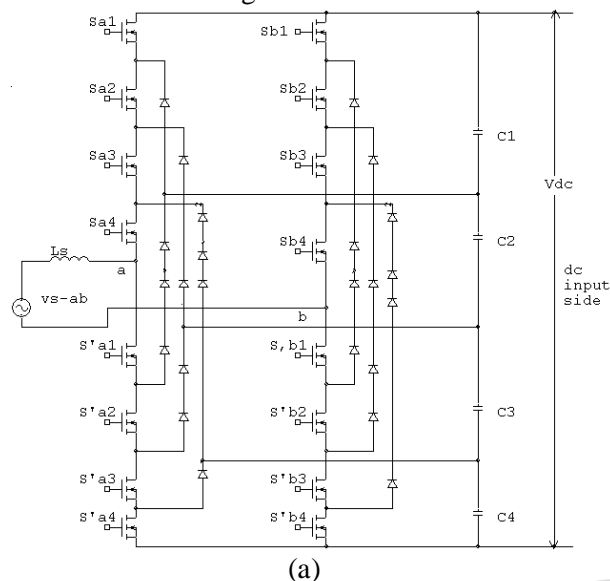 Sa1
Sb1
Sa2
Sb2
C1
Sa3
Sb3
Vdc
Sa4
C2
Ls
Sb4
a
dc
input
side
vs-ab
b
S'a1
S,b1
S'a2
S'b2
C3
S'a3
S'b3
S'a4
S'b4
C4
(a)